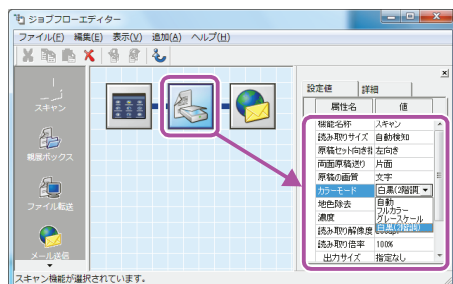 ジョブフローエディター
ファイル(F) 編集(E) 表示(V) 追加(A) ヘルプ(H)
スキャン
親展ボックス
ファイル転送
メール送信
設定値 詳細
属性名 値
機能名称 スキャン
読み取りサイズ 自動検知
原稿セット向き指 左向き
両面原稿送り 片面
原稿の画質 文字
カラーモード 白黒(2階調
地色除去 自動
フルカラー
濃度 グレースケール
読み取り解像度 白黒(2階調)
読み取り倍率 100%
出力サイズ 指定なし
スキャン機能が選択されています。